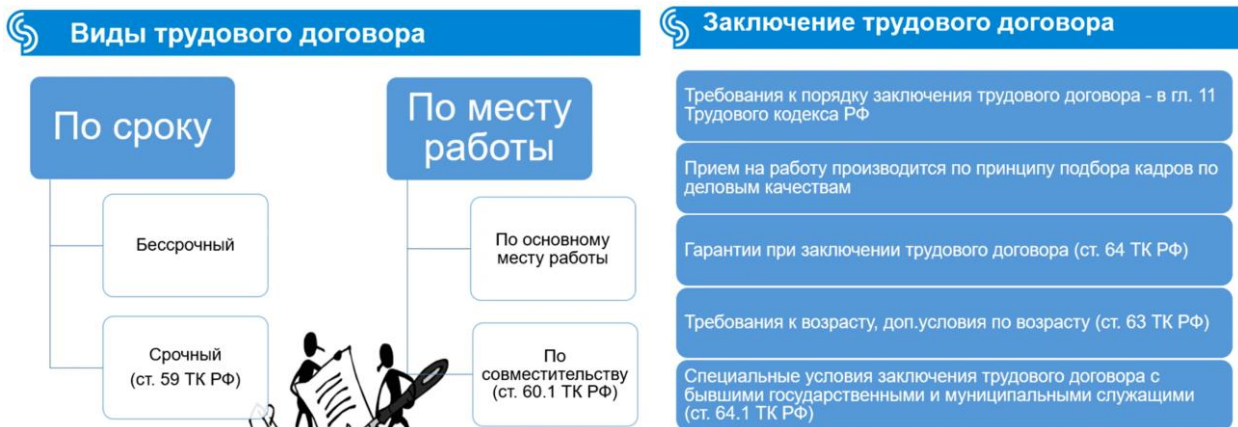 Виды трудового договора
По сроку
Бессрочный
Срочный
(ст. 59 ТК РФ)
По месту
работы
По основному
месту работы
По
совместительству
(ст. 60.1 ТК РФ)
Заключение трудового договора
Требования к порядку заключения трудового договора - в гл. 11
Трудового кодекса РФ
Прием на работу производится по принципу подбора кадров по
деловым качествам
Гарантии при заключении трудового договора (ст. 64 ТК РФ)
Требования к возрасту, доп.условия по возрасту (ст. 63 ТК РФ)
Специальные условия заключения трудового договора с
бывшими государственными и муниципальными служащими
(ст. 64.1 ТК РФ)